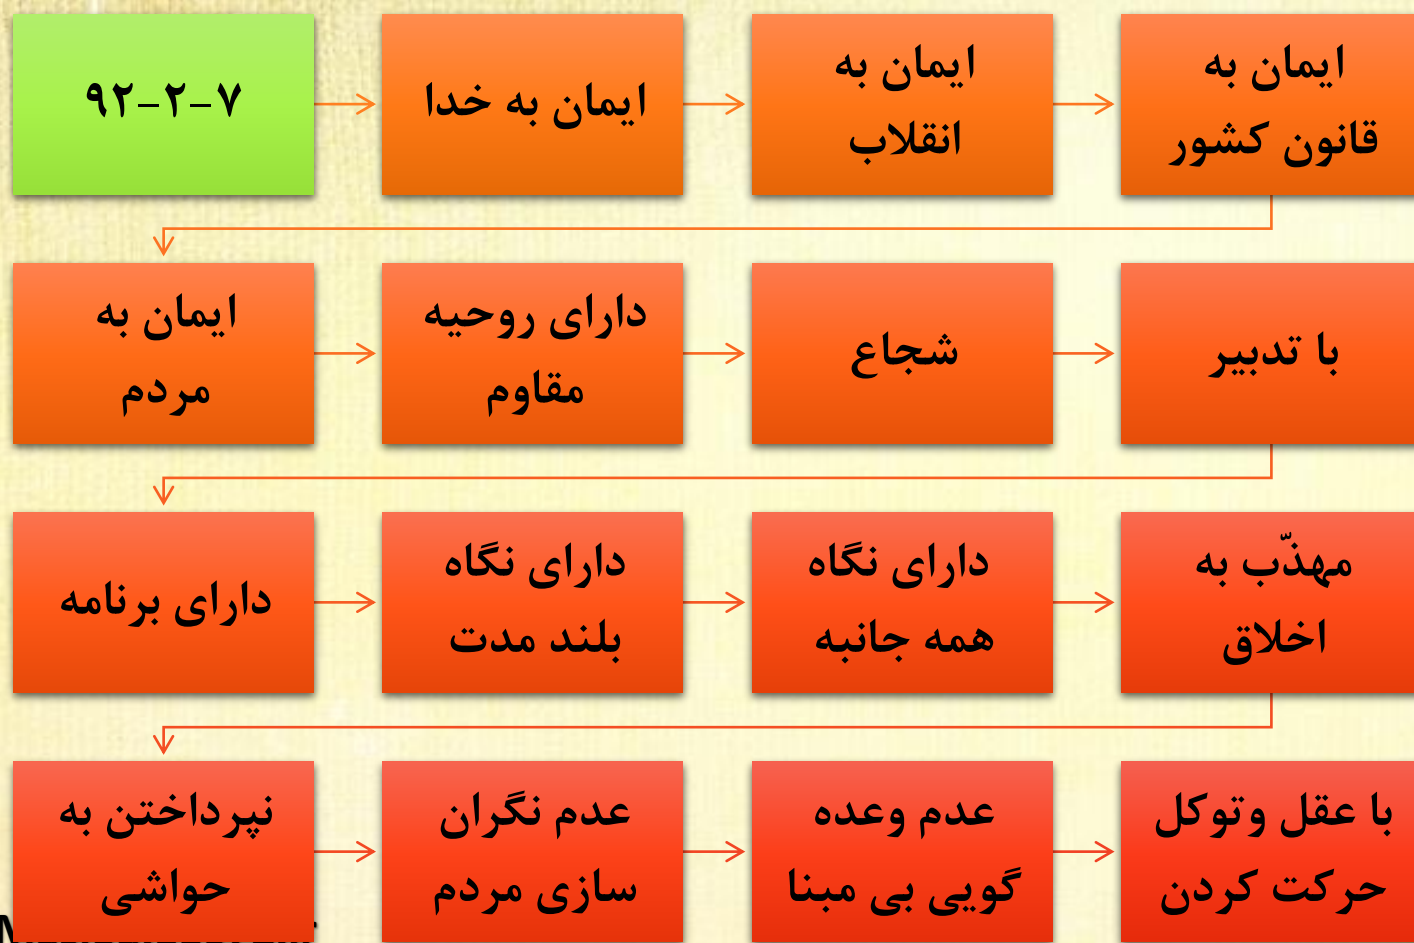 ۹۲-۲-۷
ایمان به خدا
ایمان به
انقلاب
ایمان به
قانون کشور
ایمان به
مردم
دارای روحیه
مقاوم
شجاع
با تدبیر
دارای برنامه
دارای نگاه
بلند مدت
دارای نگاه
همه جانبه
مهذّب به
اخلاق
نپرداختن به
حواشی
عدم نگران
سازی مردم
عدم وعده
گویی بی مبنا
با عقل وتوکل
حرکت کردن